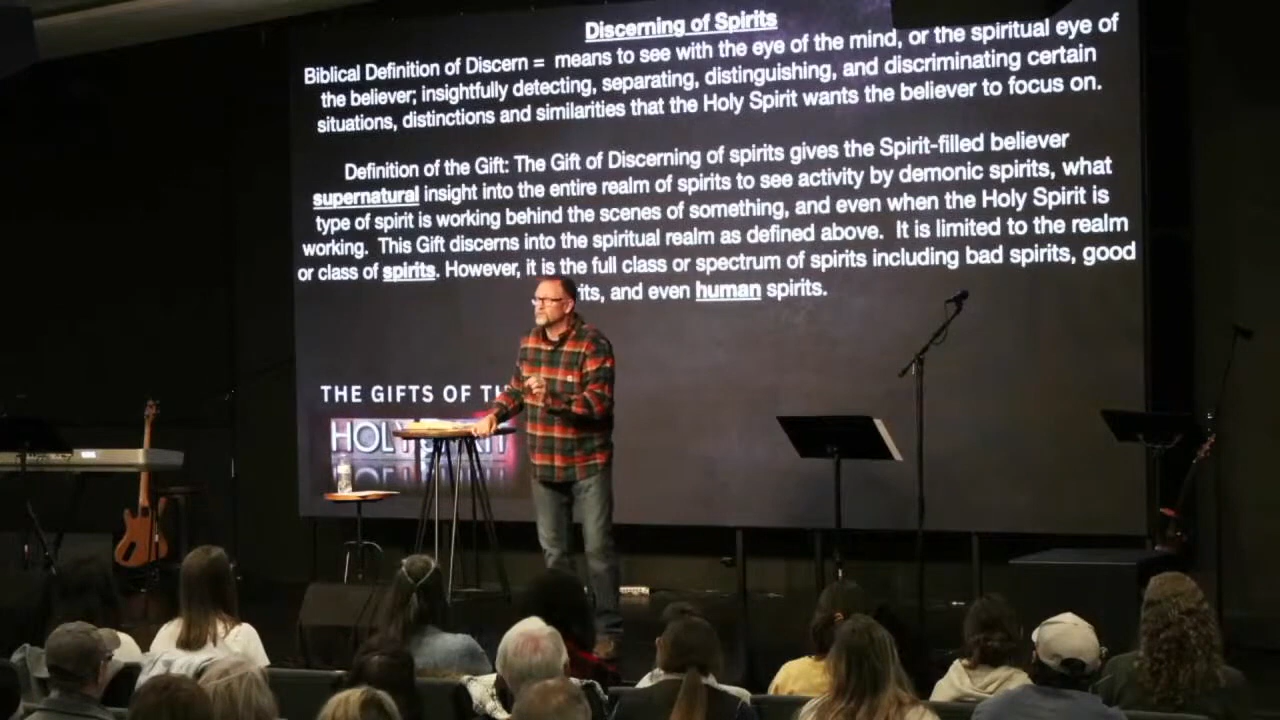 Discerning of Spirits
Biblical Definition of Discern = means to see with the eye of the mind, or the spiritual eye of
the believer; insightfully detecting, separating, distinguishing, and discriminating certain
situations, distinctions and similarities that the Holy Spirit wants the believer to focus on.
Definition of the Gift: The Gift of Discerning of spirits gives the Spirit-filled believer
supernatural insight into the entire realm of spirits to see activity by demonic spirits, what
type of spirit is working behind the scenes of something, and even when the Holy Spirit is
working. This Gift discerns into the spiritual realm as defined above. It is limited to the realm
or class of spirits. However, it is the full class or spectrum of spirits including bad spirits, good
rits, and even human spirits.
THE GIFTS OF TH
HOLY